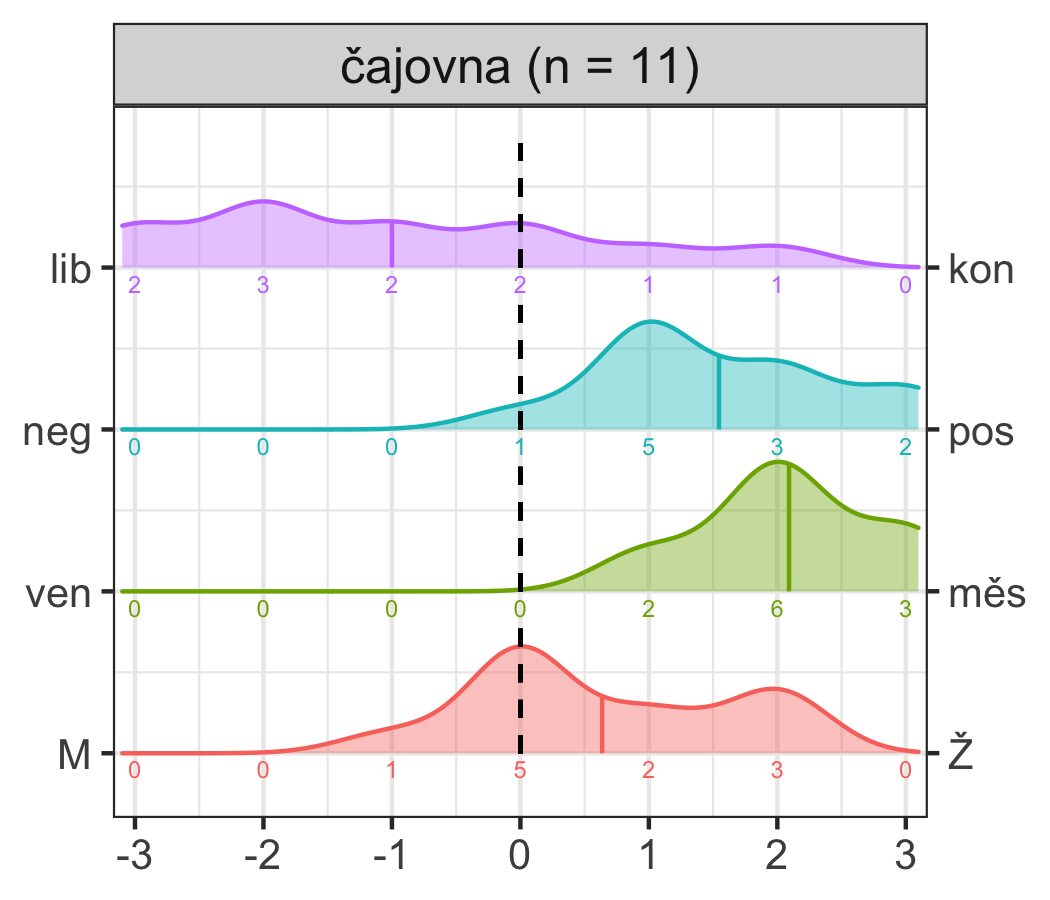 čajovna (n = 11)
lib kon
2 3 2 2 1 1 0
neg pos
0 0 0 1 5 3 2
ven měs
0 0 0 0 2 6 3
M Ž
0 0 1 5 2 3 0
-3 -2 -1 0 1 2 3